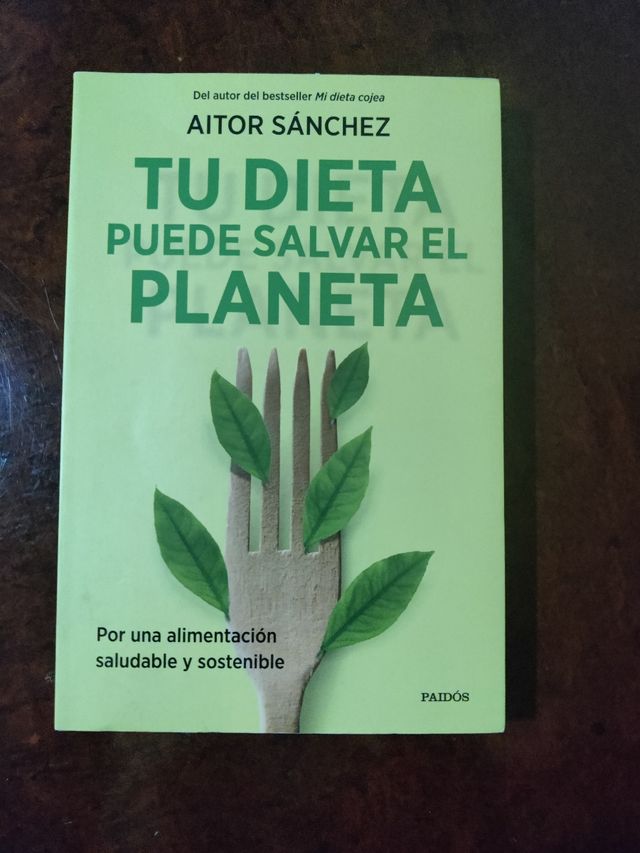 Del autor del bestseller Mi dieta cojea
AITOR SÁNCHEZ
TU DIETA
PUEDE SALVAR EL
PLANETA
Por una alimentación
saludable y sostenible
PAIDÓS